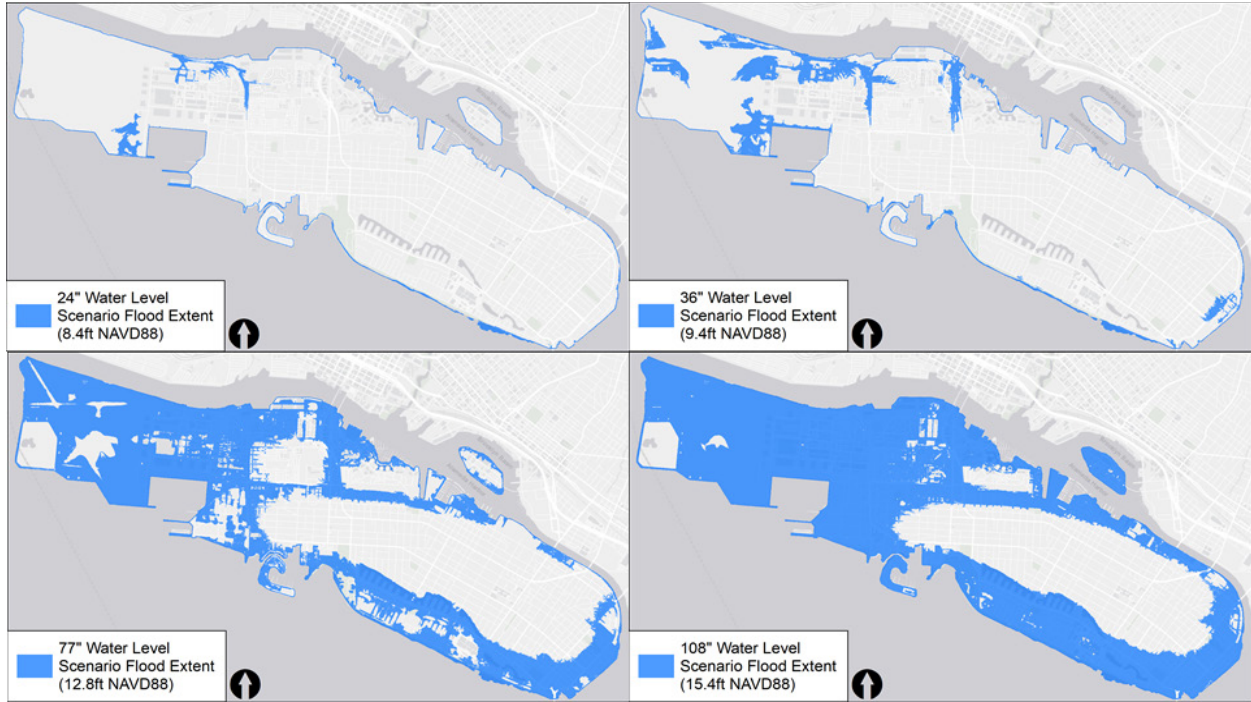 24" Water Level
Scenario Flood Extent
(8.4ft NAVD88)
36" Water Level
Scenario Flood Extent
(9.4ft NAVD88)
77" Water Level
Scenario Flood Extent
(12.8ft NAVD88)
108" Water Level
Scenario Flood Extent
(15.4ft NAVD88)